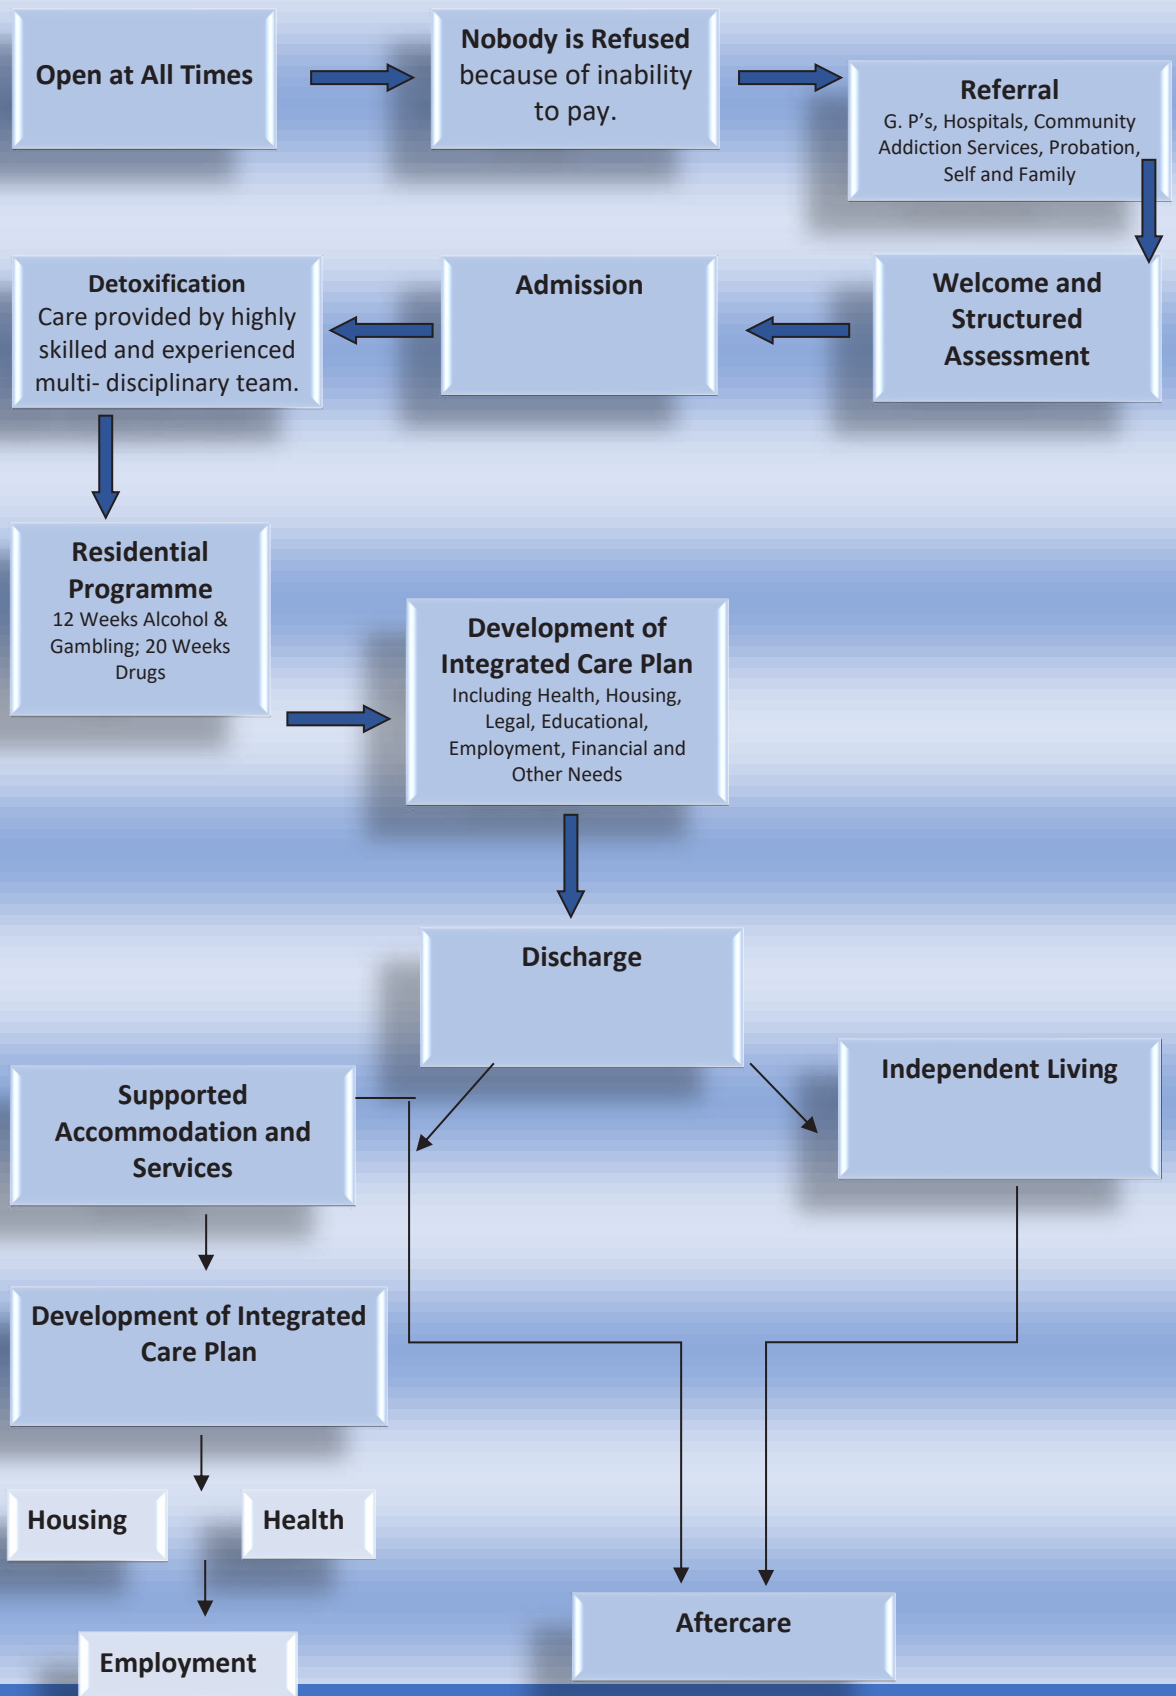 Open at All Times
Nobody is Refused
because of inability
to pay.
Referral
G. P’s, Hospitals, Community
Addiction Services, Probation,
Self and Family
Detoxification
Care provided by highly
skilled and experienced
multi- disciplinary team.
Admission
Welcome and
Structured
Assessment
Residential
Programme
12 Weeks Alcohol &
Gambling; 20 Weeks
Drugs
Development of
Integrated Care Plan
Including Health, Housing,
Legal, Educational,
Employment, Financial and
Other Needs
Discharge
Supported
Accommodation and
Services
Independent Living
Development of Integrated
Care Plan
Housing
Health
Employment
Aftercare